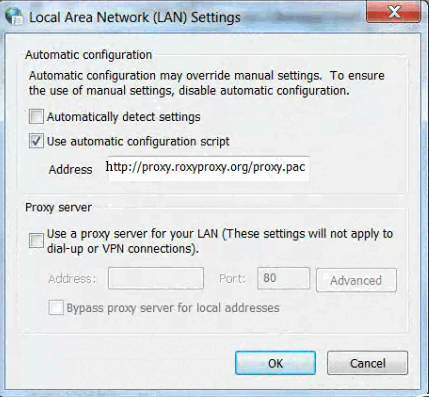 Local Area Network (LAN) Settings
Automatic configuration
Automatic configuration may override manual settings. To ensure
the use of manual settings, disable automatic configuration.
Automatically detect settings
Use automatic configuration script
Address http://proxy.roxyproxy.org/proxy.pac
Proxy server
Use a proxy server for your LAN (These settings will not apply to
dial-up or VPN connections).
Address: Port: 80 Advanced
Bypass proxy server for local addresses
OK Cancel